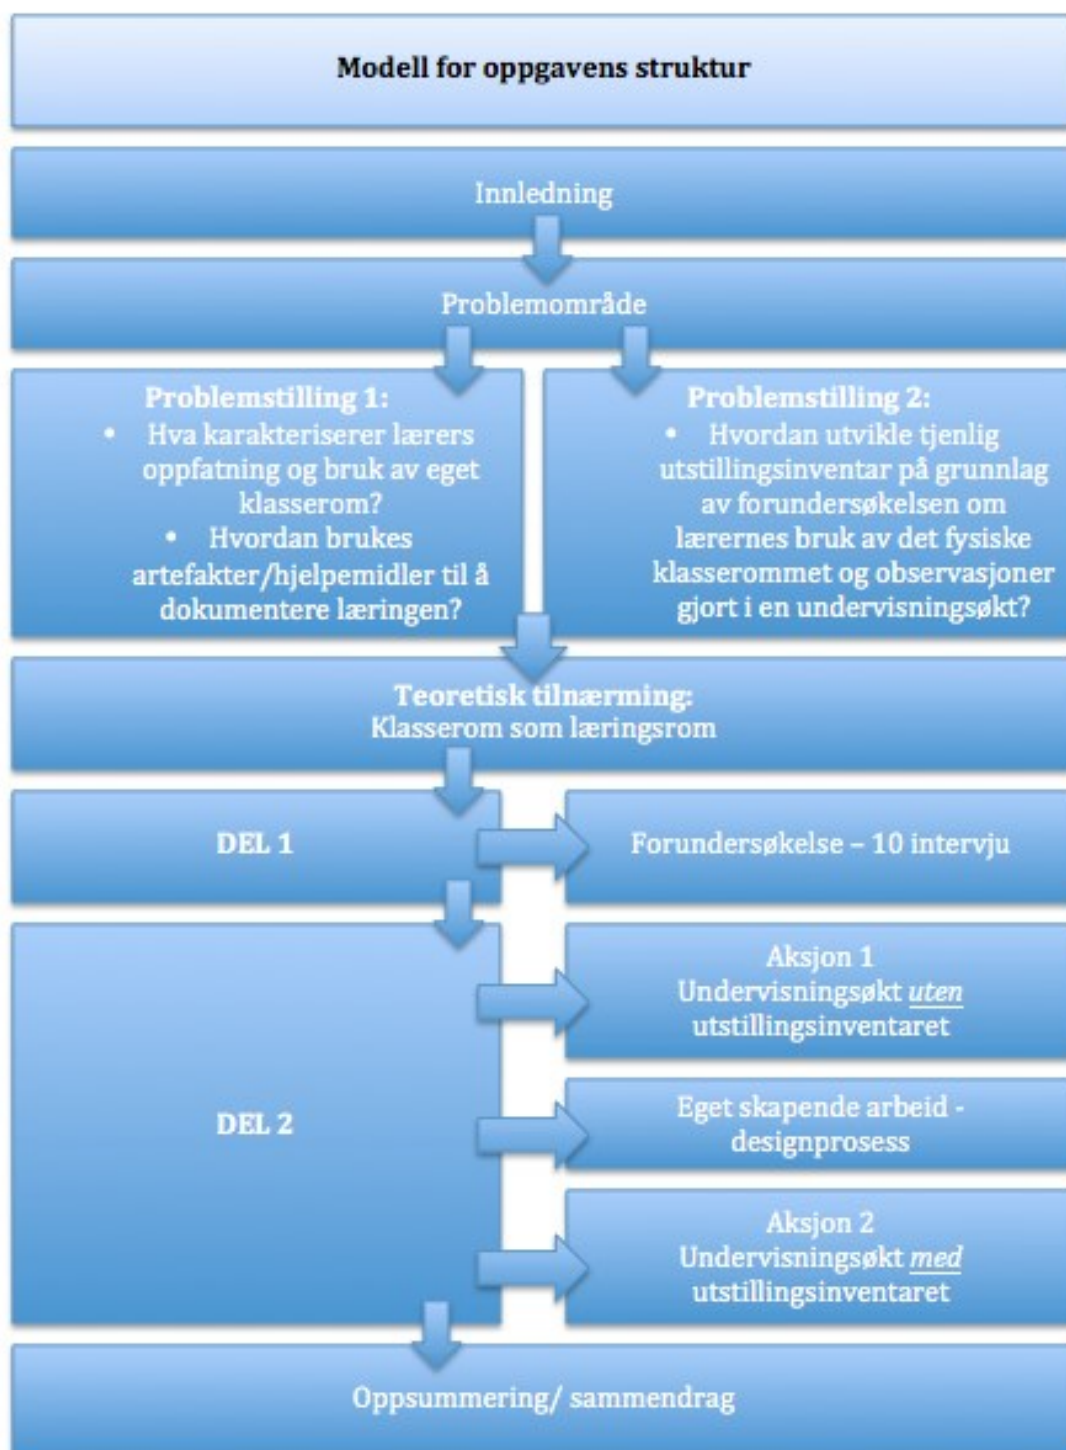 Modell for oppgavens struktur
Innledning
Problemområde
Problemstilling 1:
• Hva karakteriserer lærers
oppfatning og bruk av eget
klasserom?
• Hvordan brukes
artefakter/hjelpemidler til å
dokumentere læringen?
Problemstilling 2:
• Hvordan utvikle tjenlig
utstillingsinventar på grunnlag
av forundersøkelsen om
lærernes bruk av det fysiske
klasserommet og observasjoner
gjort i en undervisningsøkt?
Teoretisk tilnærming:
Klasserom som læringsrom
DEL 1
Forundersøkelse – 10 intervju
DEL 2
Aksjon 1
Undervisningsøkt uten
utstillingsinventaret
Eget skapende arbeid -
designprosess
Aksjon 2
Undervisningsøkt med
utstillingsinventaret
Oppsummering/ sammendrag